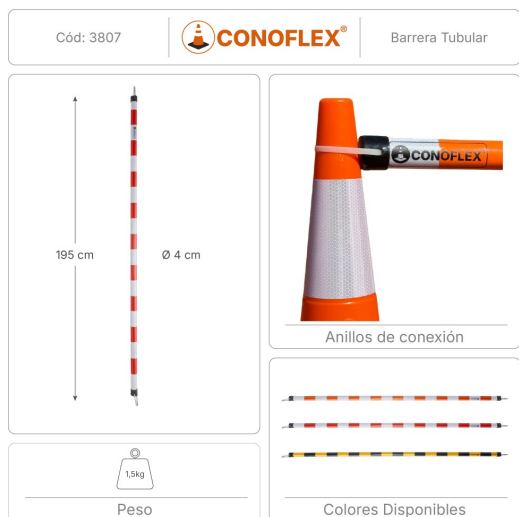 Cód: 3807
CONOFLEX®
Barrera Tubular
195 cm
Ø 4 cm
CONOFLEX
Anillos de conexión
1,5kg
Peso
Colores Disponibles